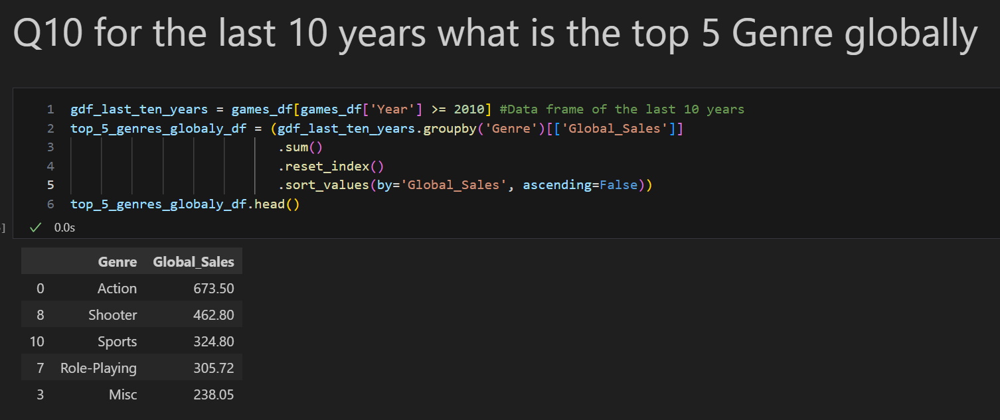 Q10 for the last 10 years what is the top 5 Genre globally
1 gdf_last_ten_years = games_df[games_df['Year'] >= 2010] #Data frame of the last 10 years
2 top_5_genres_globaly_df = (gdf_last_ten_years.groupby('Genre')[['Global_Sales']]
3 .sum()
4 .reset_index()
5 .sort_values(by='Global_Sales', ascending=False))
6 top_5_genres_globaly_df.head()
] ✓ 0.0s
Genre Global_Sales
0 Action 673.50
8 Shooter 462.80
10 Sports 324.80
7 Role-Playing 305.72
3 Misc 238.05